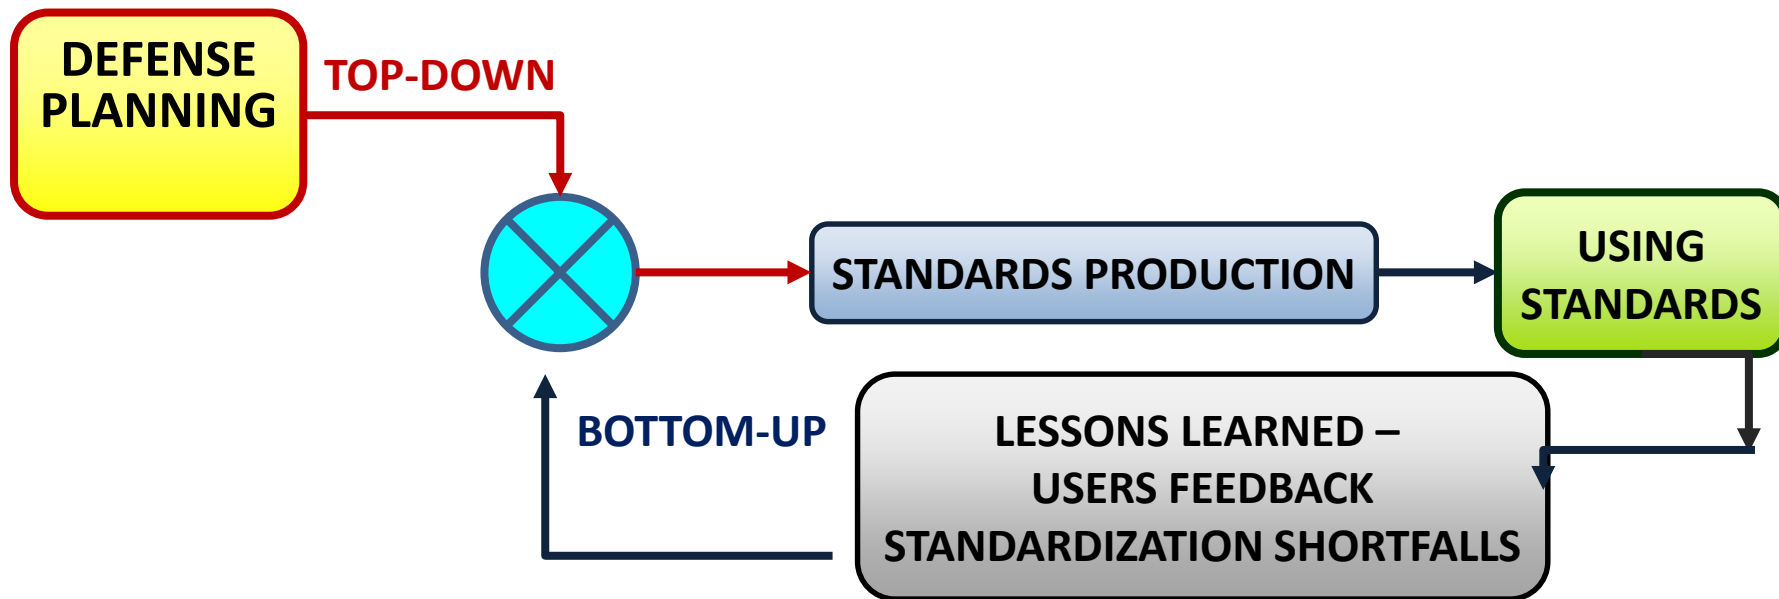 DEFENSE
PLANNING
TOP-DOWN
STANDARDS PRODUCTION
USING
STANDARDS
BOTTOM-UP
LESSONS LEARNED –
USERS FEEDBACK
STANDARDIZATION SHORTFALLS